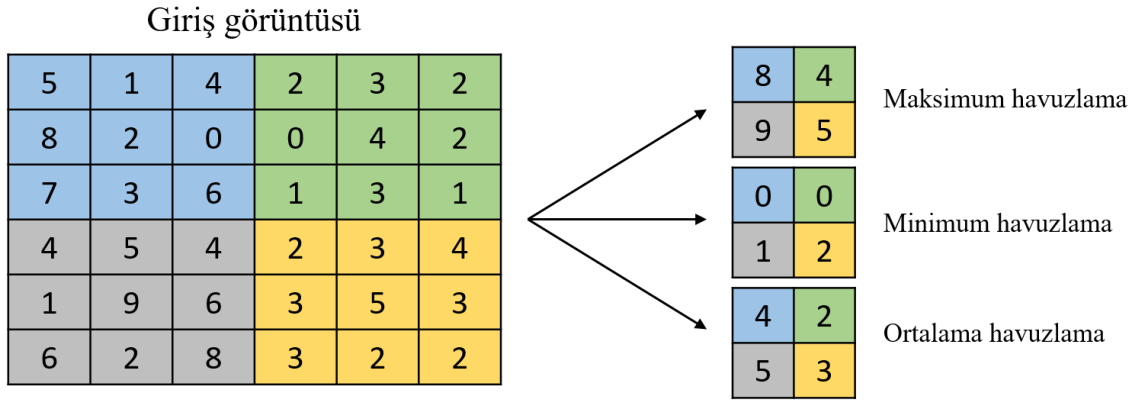 Giriş görüntüsü
5 1 4 2 3 2
8 2 0 0 4 2
7 3 6 1 3 1
4 5 4 2 3 4
1 9 6 3 5 3
6 2 8 3 2 2
8 4
9 5
Maksimum havuzlama
0 0
1 2
Minimum havuzlama
4 2
5 3
Ortalama havuzlama